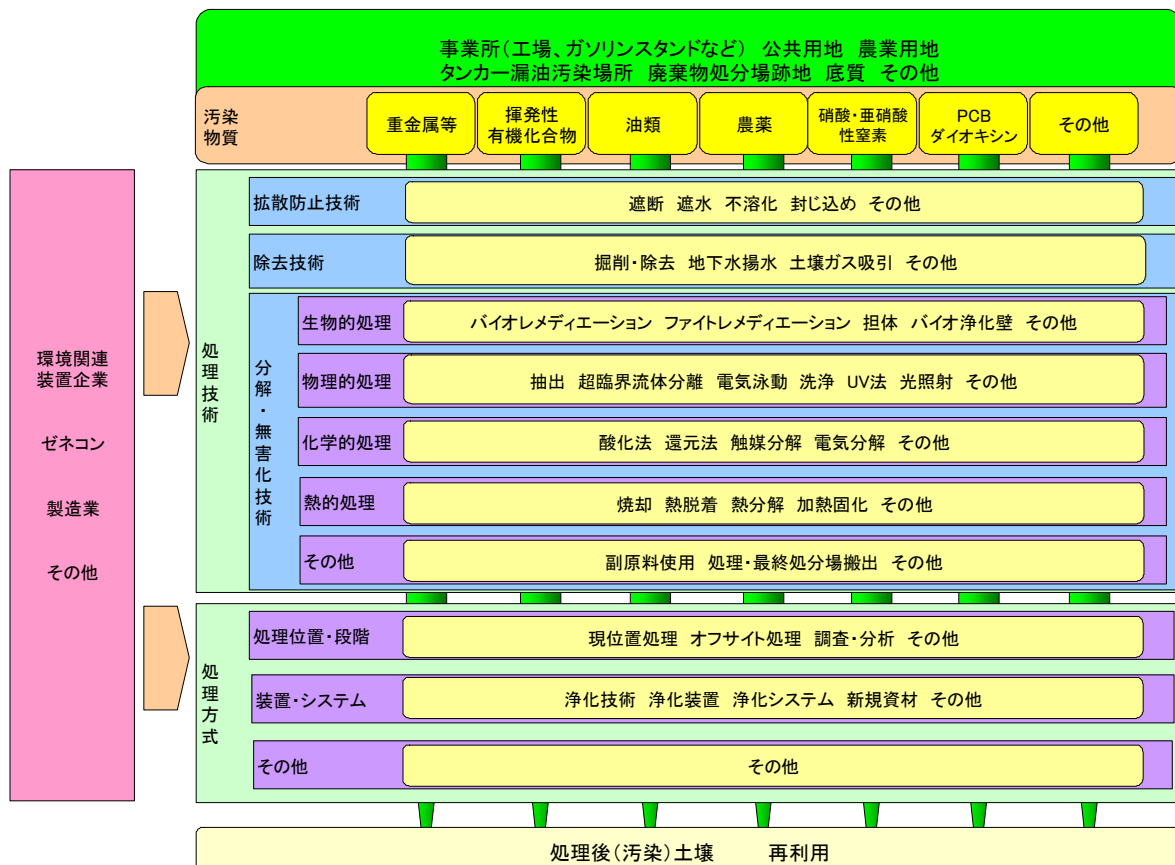 事業所（工場、ガソリンスタンドなど） 公共用地 農業用地
タンカー漏油汚染場所 廃棄物処分場跡地 底質 その他
汚染
物質
重金属等
揮発性
有機化合物
油類
農薬
硝酸・亜硝酸
性窒素
PCB
ダイオキシン
その他
環境関連
装置企業
ゼネコン
製造業
その他
処理技術
拡散防止技術
遮断 遮水 不溶化 封じ込め その他
除去技術
掘削・除去 地下水揚水 土壌ガス吸引 その他
分解・無害化技術
生物的処理
バイオレメディエーション ファイトレメディエーション 担体 バイオ浄化壁 その他
物理的処理
抽出 超臨界流体分離 電気泳動 洗浄 UV法 光照射 その他
化学的処理
酸化法 還元法 触媒分解 電気分解 その他
熱的処理
焼却 熱脱着 熱分解 加熱固化 その他
その他
副原料使用 処理・最終処分場搬出 その他
処理方式
処理位置・段階
現位置処理 オフサイト処理 調査・分析 その他
装置・システム
浄化技術 浄化装置 浄化システム 新規資材 その他
その他
その他
処理後（汚染）土壌 再利用